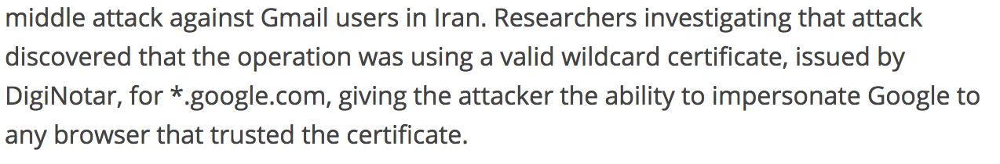 middle attack against Gmail users in Iran. Researchers investigating that attack
discovered that the operation was using a valid wildcard certificate, issued by
DigiNotar, for *.google.com, giving the attacker the ability to impersonate Google to
any browser that trusted the certificate.